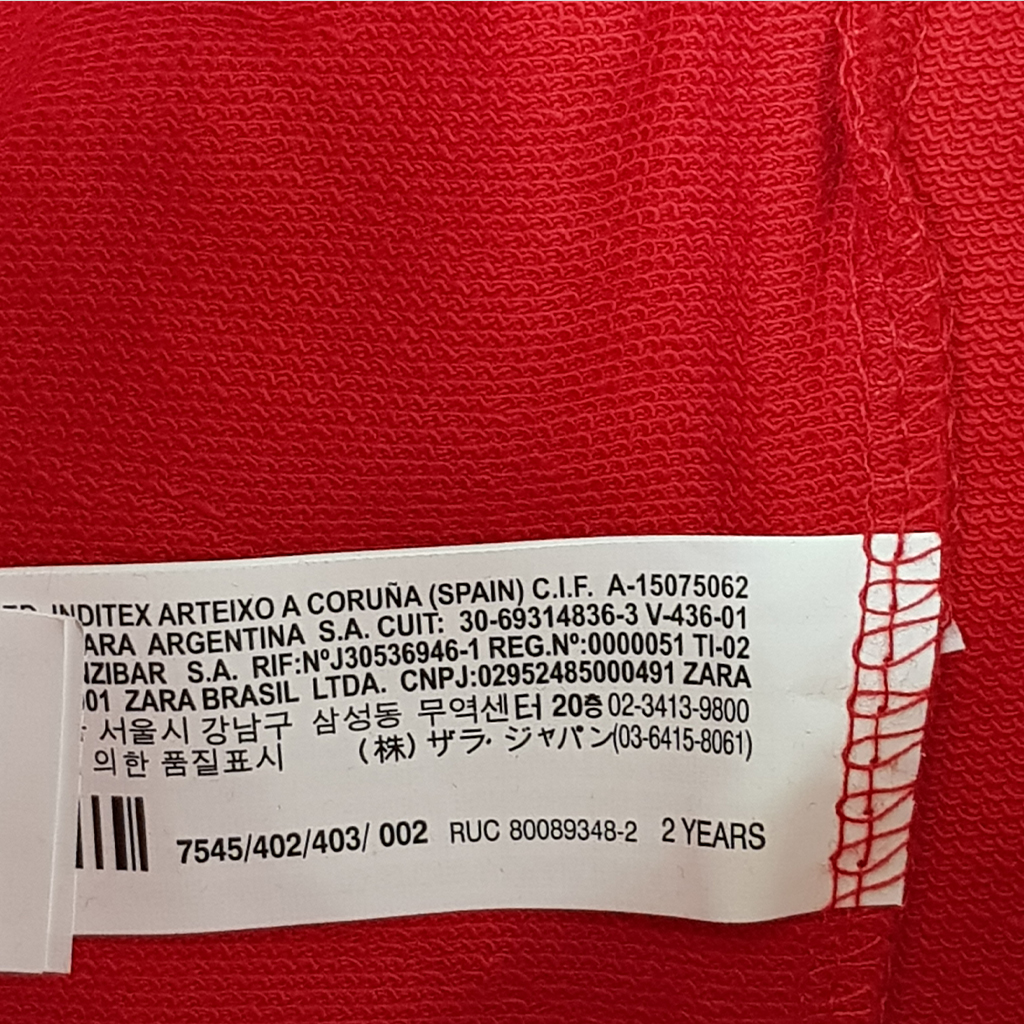 INDITEX ARTEIXO A CORUÑA (SPAIN) C.I.F. A-15075062
ARGENTINA S.A. CUIT: 30-69314836-3 V-436-01
S.A. RIF:NºJ30536946-1 REG.Nº:0000051 TI-02
ZARA BRASIL LTDA. CNPJ:02952485000491 ZARA
서울시 강남구 삼성동 무역센터 20층 02-3413-9800
의한 품질표시 (株) ザラ・ジャパン(03-6415-8061)
7545/402/403/ 002 RUC 80089348-2 2 YEARS